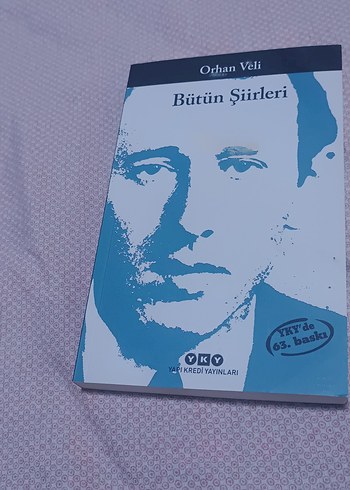 Orhan Veli
Bütün Şiirleri
YKY'de
63. baskı
YKY
YAPI KREDİ YAYINLARI